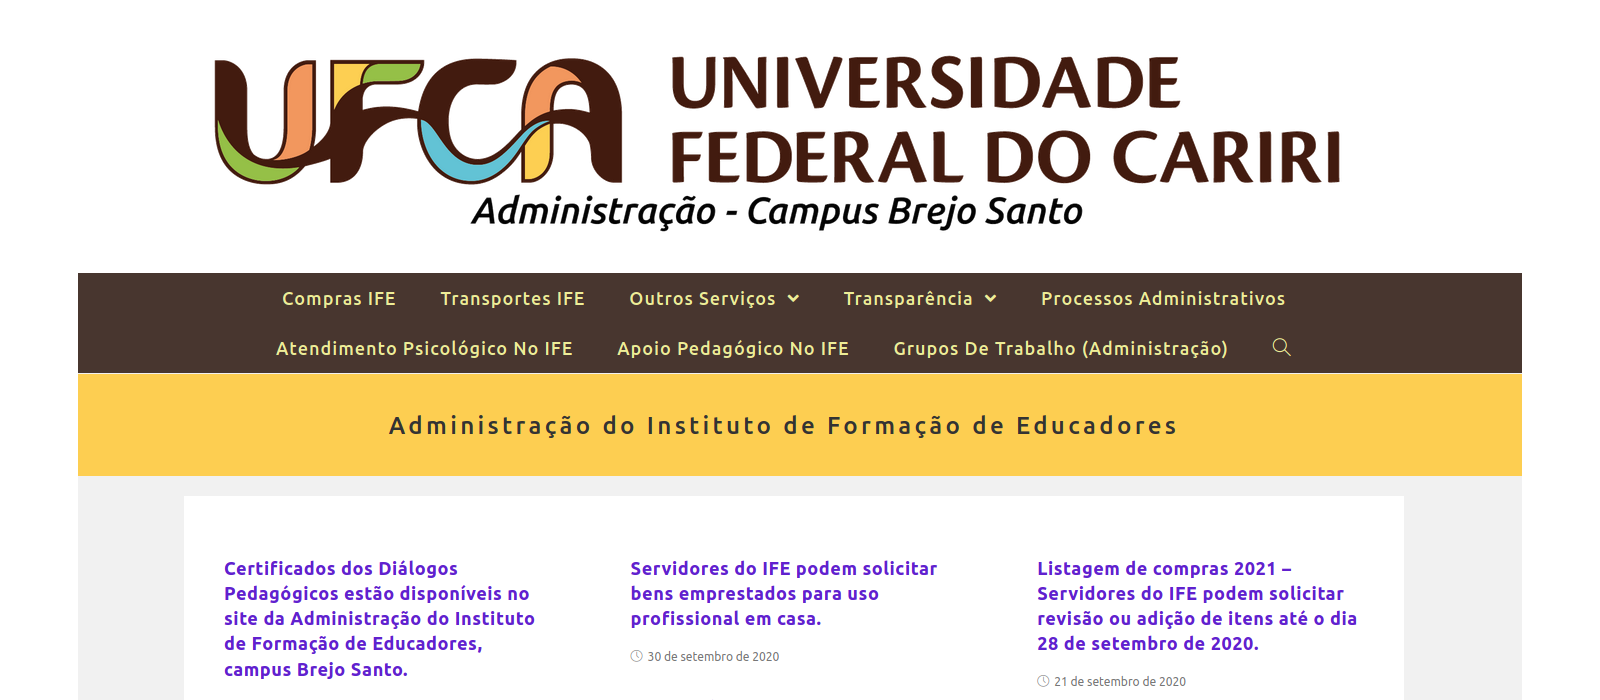 UFCA
UNIVERSIDADE
FEDERAL DO CARIRI
Administração - Campus Brejo Santo
Compras IFE Transportes IFE Outros Serviços Transparência Processos Administrativos
Atendimento Psicológico No IFE Apoio Pedagógico No IFE Grupos De Trabalho (Administração)
Administração do Instituto de Formação de Educadores
Certificados dos Diálogos
Pedagógicos estão disponíveis no
site da Administração do Instituto
de Formação de Educadores,
campus Brejo Santo.
Servidores do IFE podem solicitar
bens emprestados para uso
profissional em casa.
30 de setembro de 2020
Listagem de compras 2021 –
Servidores do IFE podem solicitar
revisão ou adição de itens até o dia
28 de setembro de 2020.
21 de setembro de 2020